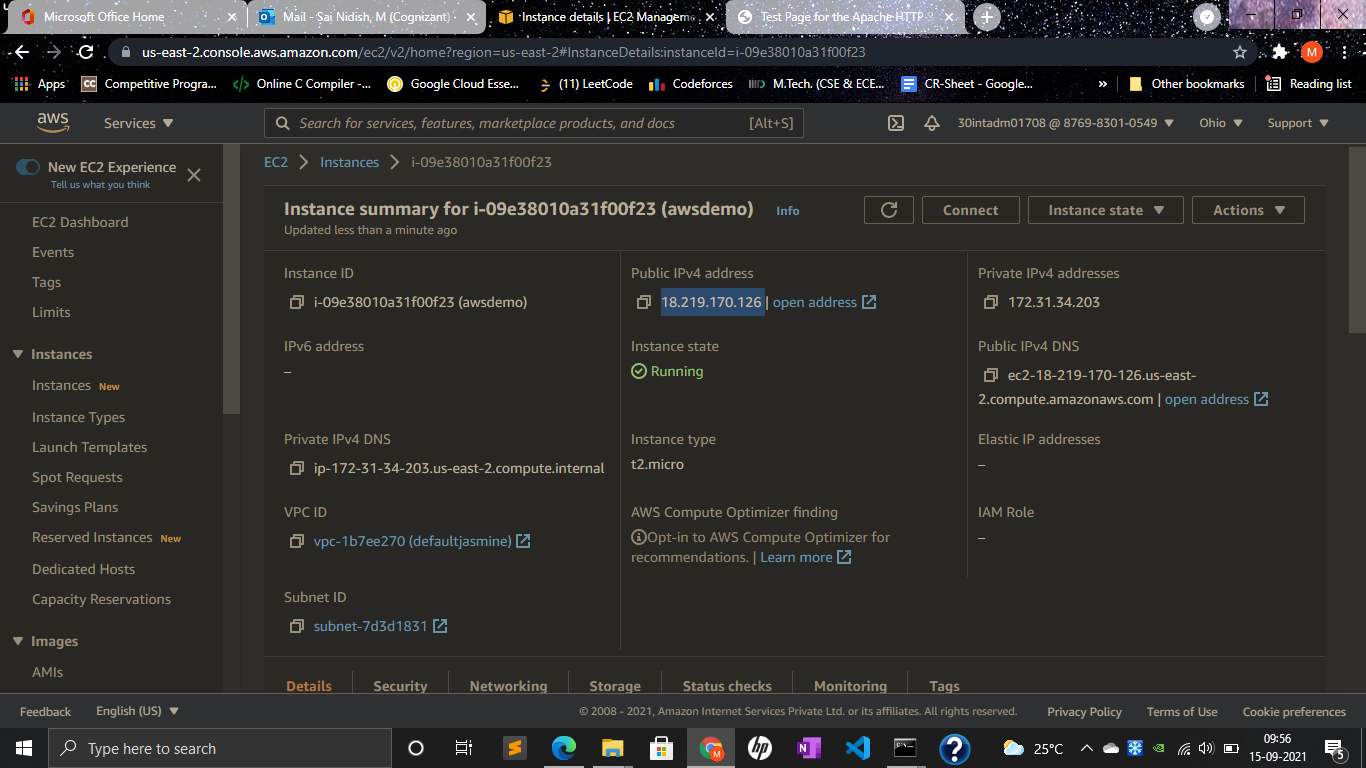 Microsoft Office Home
Mail - Sai Nidish, M (Cognizant) -
Instance details | EC2 Manageme
Test Page for the Apache HTTP
us-east-2.console.aws.amazon.com/ec2/v2/home?region=us-east-2#InstanceDetails:instanceId=i-09e38010a31f00f23
M
Apps
CC
Competitive Progra...
Online C Compiler -...
Google Cloud Esse...
(11) LeetCode
Codeforces
M.Tech. (CSE & ECE...
CR-Sheet - Google...
»
Other bookmarks
Reading list
aws
Services
Search for services, features, marketplace products, and docs
[Alt+S]
30intadm01708 @ 8769-8301-0549
Ohio
Support
New EC2 Experience
Tell us what you think
EC2 Dashboard
Events
Tags
Limits
Instances
Instances New
Instance Types
Launch Templates
Spot Requests
Savings Plans
Reserved Instances New
Dedicated Hosts
Capacity Reservations
Images
AMIs
EC2
Instances
i-09e38010a31f00f23
Instance summary for i-09e38010a31f00f23 (awsdemo)
Info
Updated less than a minute ago
Connect
Instance state
Actions
Instance ID
i-09e38010a31f00f23 (awsdemo)
Public IPv4 address
18.219.170.126 | open address
Private IPv4 addresses
172.31.34.203
IPv6 address
–
Instance state
Running
Public IPv4 DNS
ec2-18-219-170-126.us-east-
2.compute.amazonaws.com | open address
Private IPv4 DNS
ip-172-31-34-203.us-east-2.compute.internal
Instance type
t2.micro
Elastic IP addresses
–
VPC ID
vpc-1b7ee270 (defaultjasmine)
AWS Compute Optimizer finding
Opt-in to AWS Compute Optimizer for
recommendations. | Learn more
IAM Role
–
Subnet ID
subnet-7d3d1831
Details
Security
Networking
Storage
Status checks
Monitoring
Tags
Feedback
English (US)
© 2008 - 2021, Amazon Internet Services Private Ltd. or its affiliates. All rights reserved.
Privacy Policy
Terms of Use
Cookie preferences
Type here to search
M
hp
25°C
09:56
15-09-2021
5